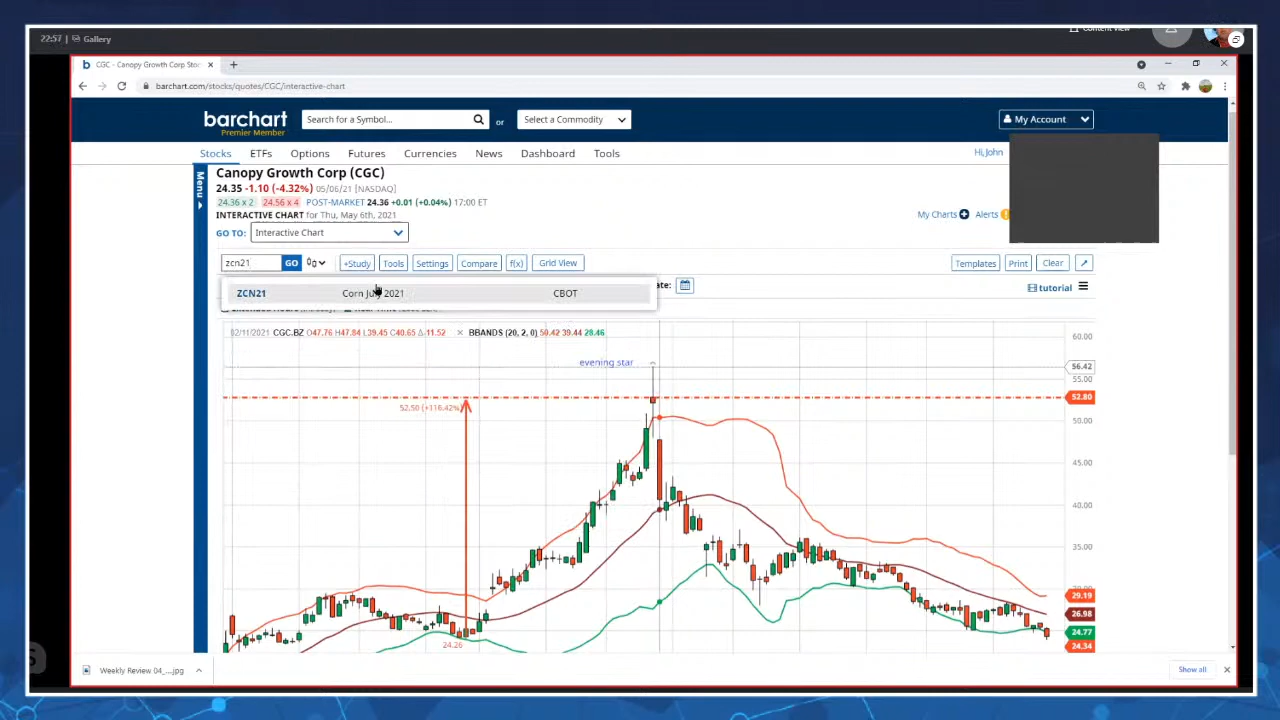 22:57 | Gallery
Content View
CGC - Canopy Growth Corp Stoc
barchart.com/stocks/quotes/CGC/interactive-chart
barchart
Premier Member
Search for a Symbol...
or
Select a Commodity
My Account
Stocks ETFs Options Futures Currencies News Dashboard Tools
Hi, John
Menu
Canopy Growth Corp (CGC)
24.35 -1.10 (-4.32%) 05/06/21 [NASDAQ]
24.36 x 2 24.56 x 4 POST-MARKET 24.36 +0.01 (+0.04%) 17:00 ET
INTERACTIVE CHART for Thu, May 6th, 2021
My Charts Alerts
GO TO: Interactive Chart
zcn21 GO +Study Tools Settings Compare f(x) Grid View Templates Print Clear
ate:
tutorial
ZCN21 Corn July 2021 CBOT
02/11/2021 CGC.BZ O47.76 H47.84 L39.45 C40.65 Δ-11.52 × BBANDS (20, 2, 0) 50.42 39.44 28.46
60.00
evening star
56.42
55.00
52.80
52.50 (+116.42%)
50.00
45.00
40.00
35.00
29.19
26.98
24.77
24.26
24.34
Weekly Review 04_....jpg
Show all